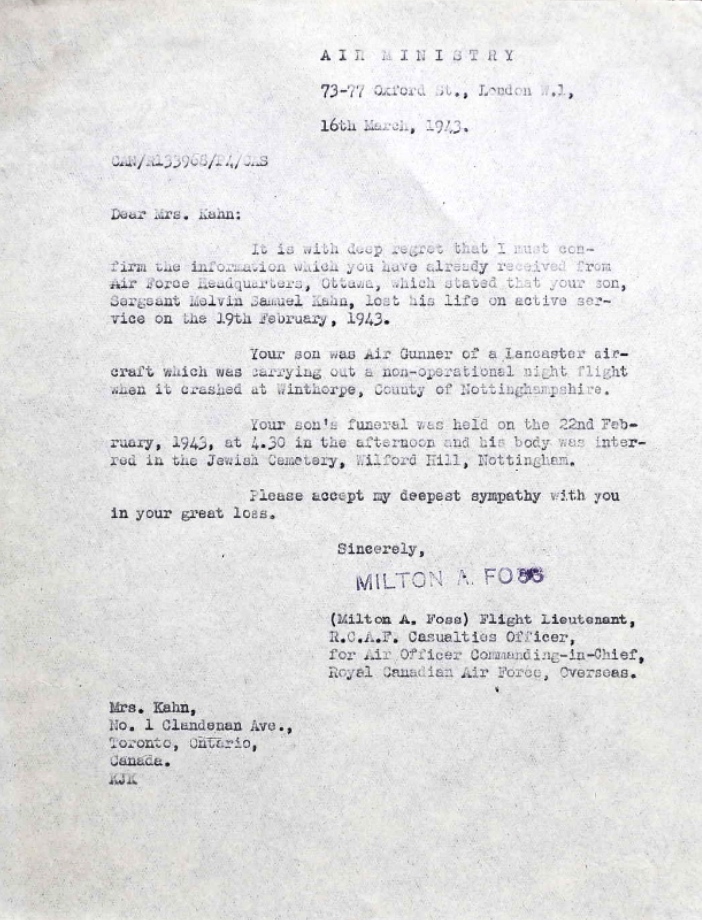 AIR MINISTRY
73-77 Oxford St., London W.1,
16th March, 1943.
CAN/R133968/P4/CAS
Dear Mrs. Kahn:
It is with deep regret that I must con-
firm the information which you have already received from
Air Force Headquarters, Ottawa, which stated that your son,
Sergeant Melvin Samuel Kahn, lost his life on active ser-
vice on the 19th February, 1943.
Your son was Air Gunner of a Lancaster air-
craft which was carrying out a non-operational night flight
when it crashed at Winthorpe, County of Nottinghampshire.
Your son's funeral was held on the 22nd Feb-
ruary, 1943, at 4.30 in the afternoon and his body was inter-
red in the Jewish Cemetery, Wilford Hill, Nottingham.
Please accept my deepest sympathy with you
in your great loss.
Sincerely,
MILTON A. FOSS
(Milton A. Foss) Flight Lieutenant,
R.C.A.F. Casualties Officer,
for Air Officer Commanding-in-Chief,
Royal Canadian Air Force, Overseas.
Mrs. Kahn,
No. 1 Clandenan Ave.,
Toronto, Ontario,
Canada.
KJK